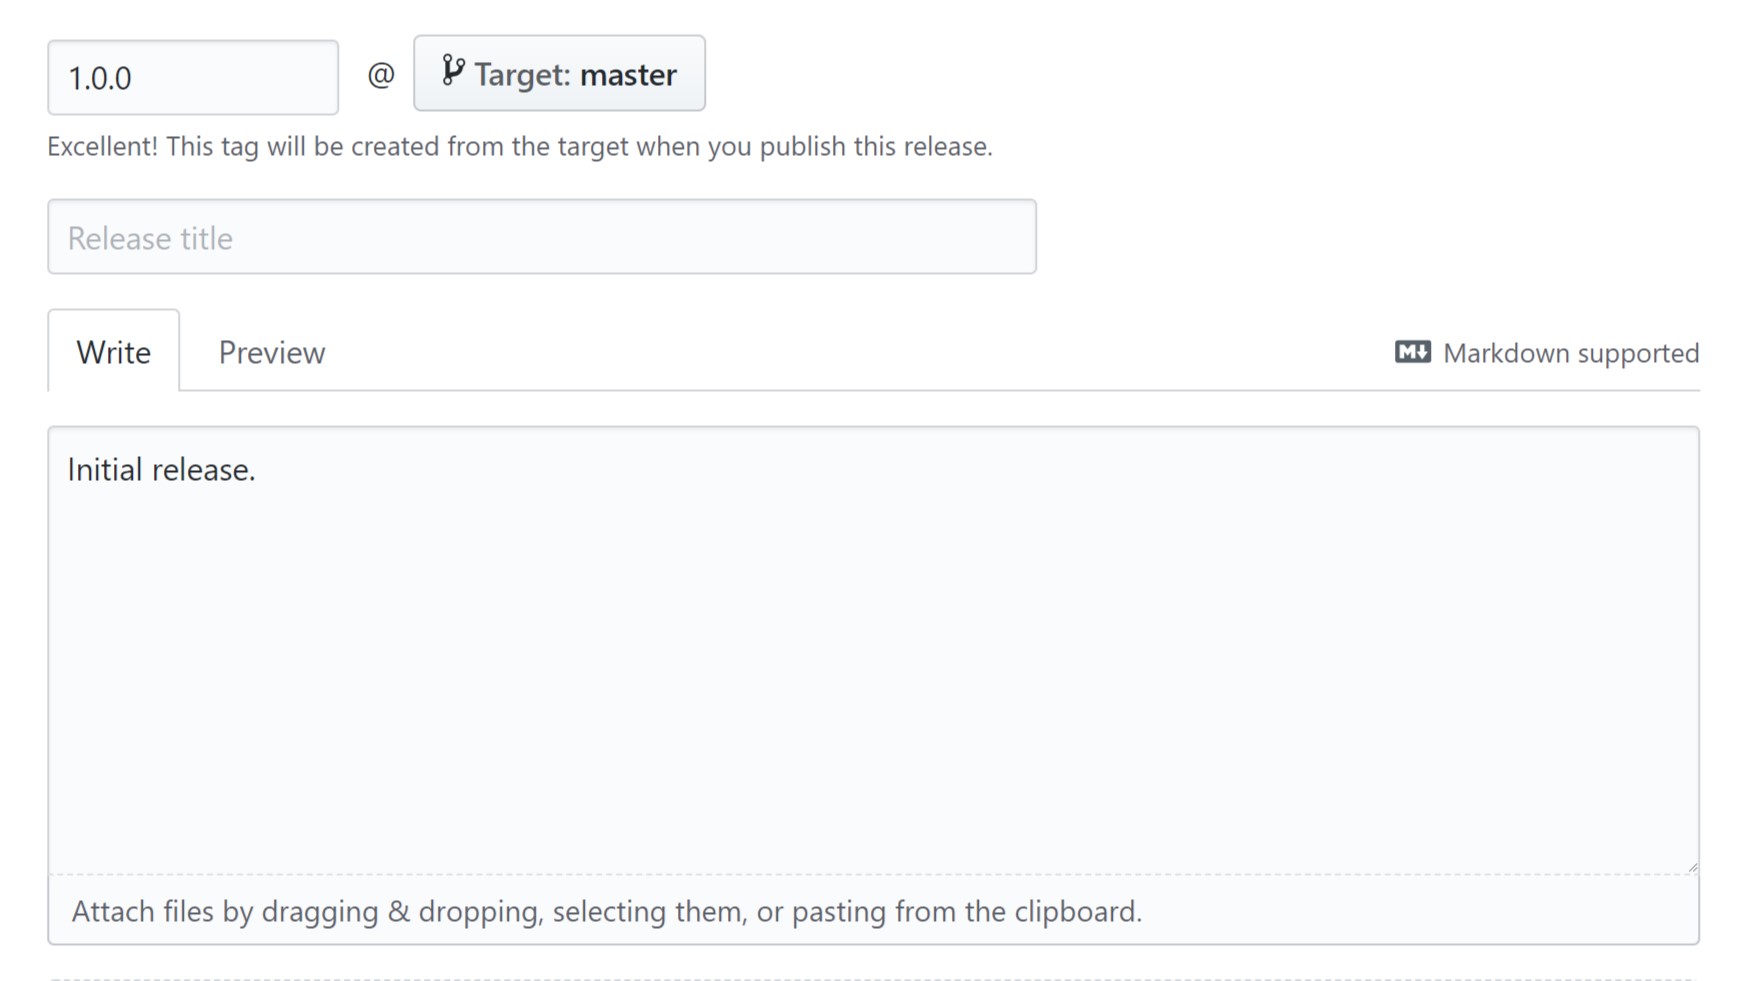 1.0.0 @ Target: master
Excellent! This tag will be created from the target when you publish this release.
Release title
Write Preview M↓ Markdown supported
Initial release.
Attach files by dragging & dropping, selecting them, or pasting from the clipboard.